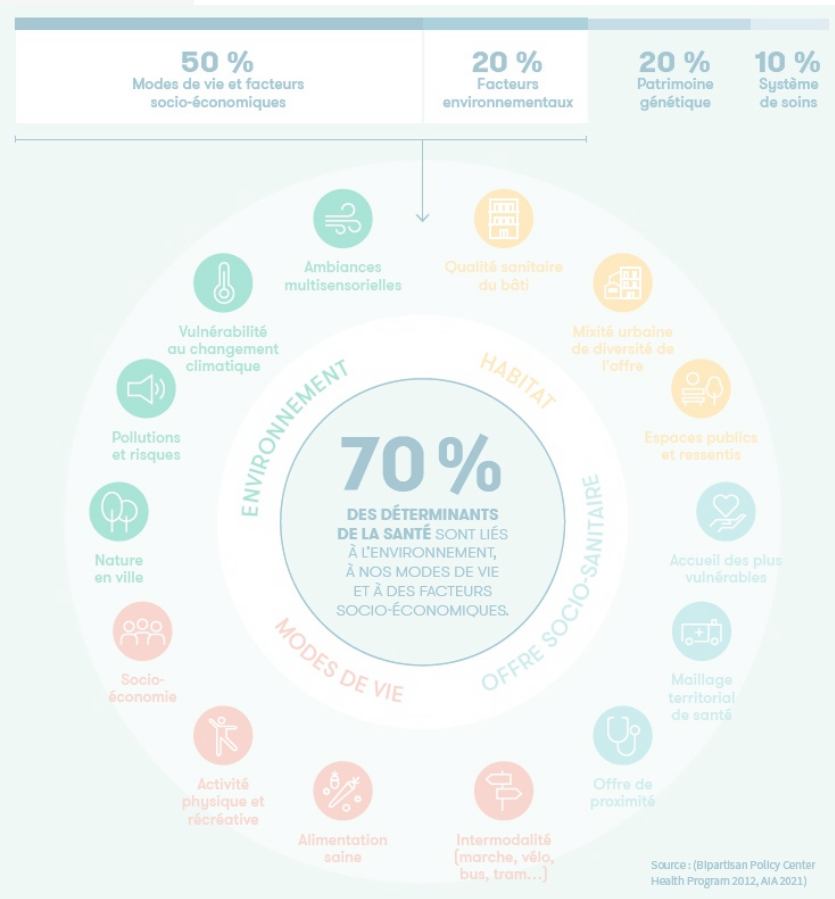 50 %
Modes de vie et facteurs
socio-économiques
20 %
Facteurs
environnementaux
20 %
Patrimoine
génétique
10 %
Système
de soins
Ambiances
multisensorielles
Qualité sanitaire
du bâti
Vulnérabilité
au changement
climatique
Mixité urbaine
de diversité de
l'offre
Pollutions
et risques
Espaces publics
et ressentis
Nature
en ville
Accueil des plus
vulnérables
Socio-
économie
Maillage
territorial
de santé
Activité
physique et
récréative
Offre de
proximité
Alimentation
saine
Intermodalité
(marche, vélo,
bus, tram...)
ENVIRONNEMENT
HABITAT
OFFRE SOCIO-SANITAIRE
MODES DE VIE
70 %
DES DÉTERMINANTS
DE LA SANTÉ SONT LIÉS
À L'ENVIRONNEMENT,
À NOS MODES DE VIE
ET À DES FACTEURS
SOCIO-ÉCONOMIQUES.
Source : (Bipartisan Policy Center
Health Program 2012, AIA 2021)